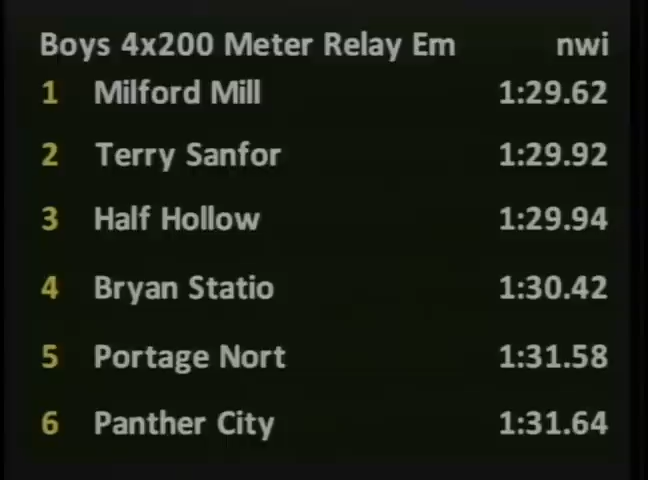 Boys 4x200 Meter Relay Em nwi
1 Milford Mill 1:29.62
2 Terry Sanfor 1:29.92
3 Half Hollow 1:29.94
4 Bryan Statio 1:30.42
5 Portage Nort 1:31.58
6 Panther City 1:31.64